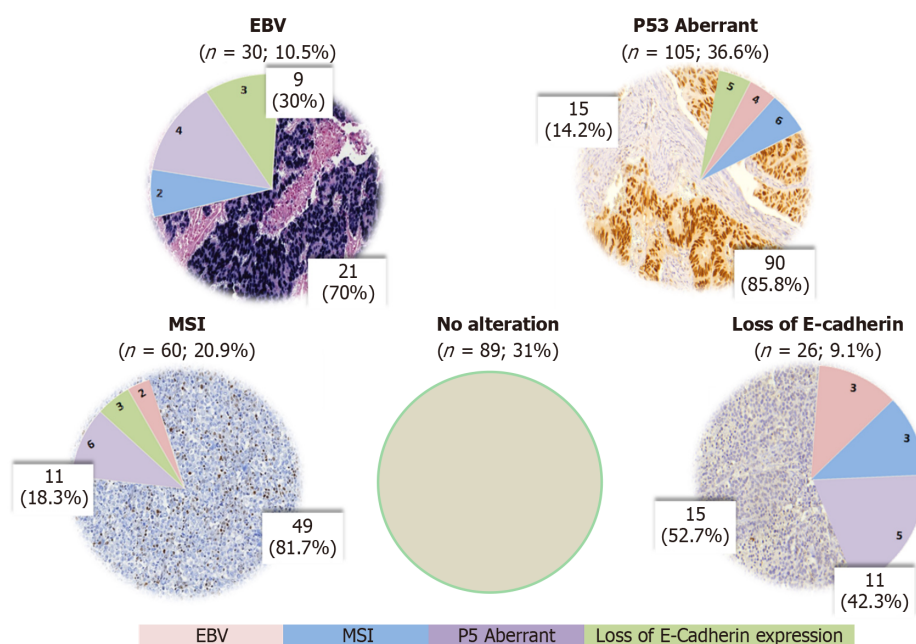 EBV
(n = 30; 10.5%)
3
9
(30%)
4
2
21
(70%)
P53 Aberrant
(n = 105; 36.6%)
15
(14.2%)
5
4
6
90
(85.8%)
MSI
(n = 60; 20.9%)
2
3
6
11
(18.3%)
49
(81.7%)
No alteration
(n = 89; 31%)
Loss of E-cadherin
(n = 26; 9.1%)
3
3
5
15
(52.7%)
11
(42.3%)
EBV MSI P5 Aberrant Loss of E-Cadherin expression